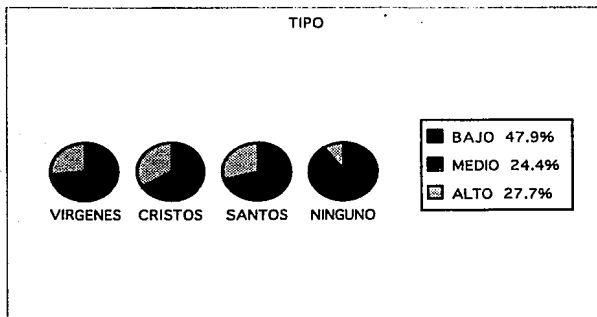 TIPO
BAJO 47.9%
MEDIO 24.4%
ALTO 27.7%
VIRGENES CRISTOS SANTOS NINGUNO